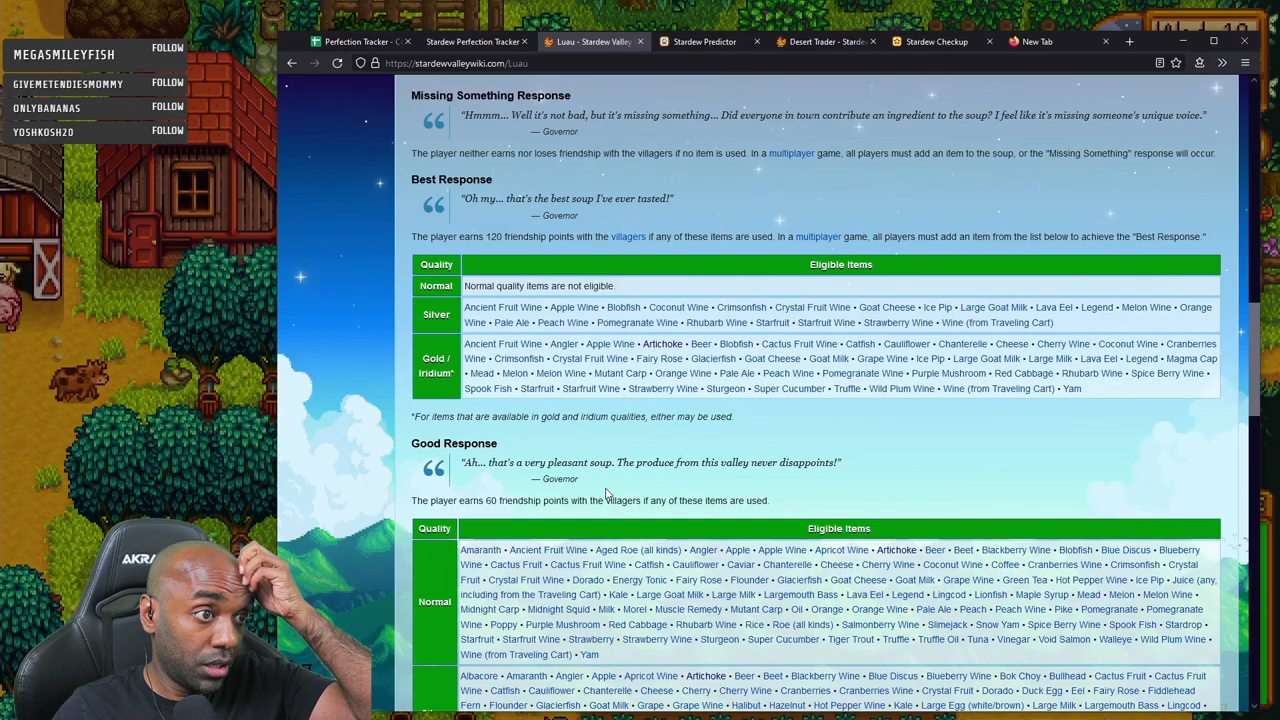 MEGASMILEYFISH FOLLOW
GIVEMETENDIESMOMMY FOLLOW
ONLYBANANAS FOLLOW
YOSHKOSH20 FOLLOW
Perfection Tracker - C
Stardew Perfection Tracker
Luau - Stardew Valley
Stardew Predictor
Desert Trader - Stardew
Stardew Checkup
New Tab
https://stardewvalleywiki.com/Luau
Missing Something Response
“Hmmm... Well it's not bad, but it's missing something... Did everyone in town contribute an ingredient to the soup? I feel like it's missing someone's unique voice.”
— Governor
The player neither earns nor loses friendship with the villagers if no item is used. In a multiplayer game, all players must add an item to the soup, or the "Missing Something" response will occur.
Best Response
“Oh my... that's the best soup I've ever tasted!”
— Governor
The player earns 120 friendship points with the villagers if any of these items are used. In a multiplayer game, all players must add an item from the list below to achieve the "Best Response."
Quality Eligible Items
Normal Normal quality items are not eligible.
Silver
Ancient Fruit Wine • Apple Wine • Blobfish • Coconut Wine • Crimsonfish • Crystal Fruit Wine • Goat Cheese • Ice Pip • Large Goat Milk • Lava Eel • Legend • Melon Wine • Orange
Wine • Pale Ale • Peach Wine • Pomegranate Wine • Rhubarb Wine • Starfruit • Starfruit Wine • Strawberry Wine • Wine (from Traveling Cart)
Gold /
Iridium*
Ancient Fruit Wine • Angler • Apple Wine • Artichoke • Beer • Blobfish • Cactus Fruit Wine • Catfish • Cauliflower • Chanterelle • Cheese • Cherry Wine • Coconut Wine • Cranberries
Wine • Crimsonfish • Crystal Fruit Wine • Fairy Rose • Glacierfish • Goat Cheese • Goat Milk • Grape Wine • Ice Pip • Large Goat Milk • Large Milk • Lava Eel • Legend • Magma Cap
• Mead • Melon • Melon Wine • Mutant Carp • Orange Wine • Pale Ale • Peach Wine • Pomegranate Wine • Purple Mushroom • Red Cabbage • Rhubarb Wine • Spice Berry Wine •
Spook Fish • Starfruit • Starfruit Wine • Strawberry Wine • Sturgeon • Super Cucumber • Truffle • Wild Plum Wine • Wine (from Traveling Cart) • Yam
*For items that are available in gold and iridium qualities, either may be used.
Good Response
“Ah... that's a very pleasant soup. The produce from this valley never disappoints!”
— Governor
The player earns 60 friendship points with the villagers if any of these items are used.
Quality Eligible Items
Normal
Amaranth • Ancient Fruit Wine • Aged Roe (all kinds) • Angler • Apple • Apple Wine • Apricot Wine • Artichoke • Beer • Beet • Blackberry Wine • Blobfish • Blue Discus • Blueberry
Wine • Cactus Fruit • Cactus Fruit Wine • Catfish • Cauliflower • Caviar • Chanterelle • Cheese • Cherry Wine • Coconut Wine • Coffee • Cranberries Wine • Crimsonfish • Crystal
Fruit • Crystal Fruit Wine • Dorado • Energy Tonic • Fairy Rose • Flounder • Glacierfish • Goat Cheese • Goat Milk • Grape Wine • Green Tea • Hot Pepper Wine • Ice Pip • Juice (any,
including from the Traveling Cart) • Kale • Large Goat Milk • Large Milk • Largemouth Bass • Lava Eel • Legend • Lingcod • Lionfish • Maple Syrup • Mead • Melon • Melon Wine •
Midnight Carp • Midnight Squid • Milk • Morel • Muscle Remedy • Mutant Carp • Oil • Orange • Orange Wine • Pale Ale • Peach • Peach Wine • Pike • Pomegranate • Pomegranate
Wine • Poppy • Purple Mushroom • Red Cabbage • Rhubarb Wine • Rice • Roe (all kinds) • Salmonberry Wine • Slimejack • Snow Yam • Spice Berry Wine • Spook Fish • Stardrop •
Starfruit • Starfruit Wine • Strawberry • Strawberry Wine • Sturgeon • Super Cucumber • Tiger Trout • Truffle • Truffle Oil • Tuna • Vinegar • Void Salmon • Walleye • Wild Plum Wine •
Wine (from Traveling Cart) • Yam
Albacore • Amaranth • Angler • Apple • Apricot Wine • Artichoke • Beer • Beet • Blackberry Wine • Blue Discus • Blueberry Wine • Bok Choy • Bullhead • Cactus Fruit • Cactus Fruit
Wine • Catfish • Cauliflower • Chanterelle • Cheese • Cherry • Cherry Wine • Cranberries • Cranberries Wine • Crystal Fruit • Dorado • Duck Egg • Eel • Fairy Rose • Fiddlehead
Fern • Flounder • Glacierfish • Goat Milk • Grape • Grape Wine • Halibut • Hazelnut • Hot Pepper Wine • Kale • Large Egg (white/brown) • Large Milk • Largemouth Bass • Lingcod •
AKRA